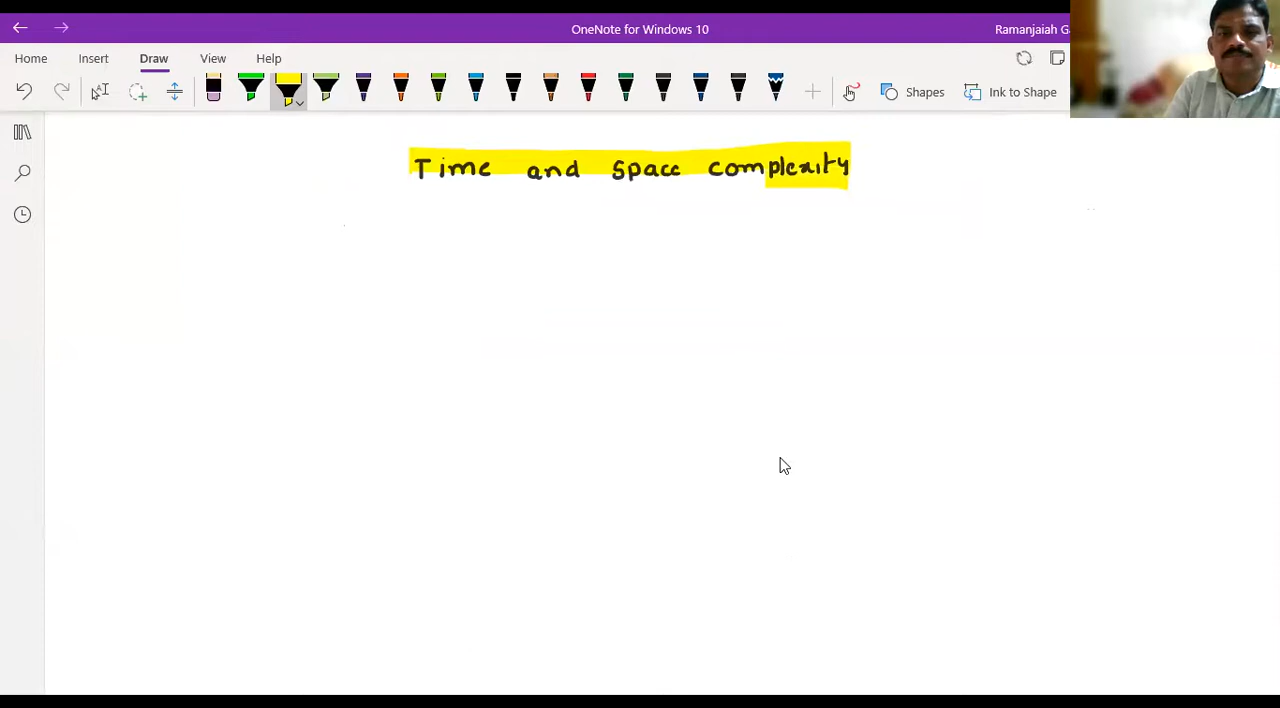 OneNote for Windows 10
Ramanjaiah G
Home Insert Draw View Help
Shapes Ink to Shape
Time and space complexity